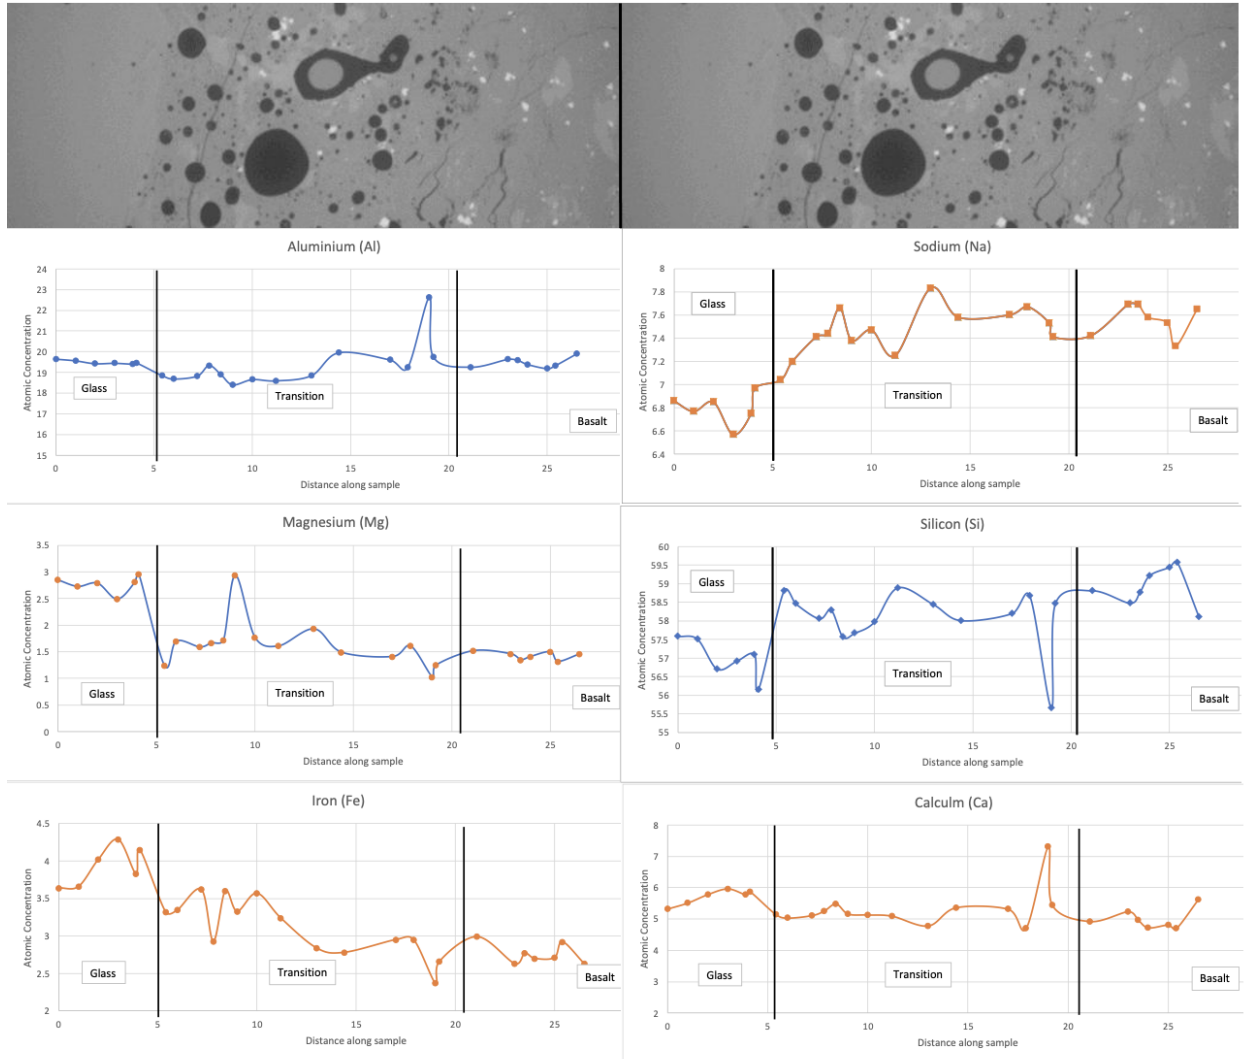 Aluminium (Al)
24
23
22
21
20
19
18
17
16
15
0
5
10
15
20
25
Atomic Concentration
Distance along sample
Glass
Transition
Basalt
Sodium (Na)
8
7.8
7.6
7.4
7.2
7
6.8
6.6
6.4
0
5
10
15
20
25
Atomic Concentration
Distance along sample
Glass
Transition
Basalt
Magnesium (Mg)
3.5
3
2.5
2
1.5
1
0.5
0
0
5
10
15
20
25
Atomic Concentration
Distance along sample
Glass
Transition
Basalt
Silicon (Si)
60
59.5
59
58.5
58
57.5
57
56.5
56
55.5
55
0
5
10
15
20
25
Atomic Concentration
Distance along sample
Glass
Transition
Basalt
Iron (Fe)
4.5
4
3.5
3
2.5
2
0
5
10
15
20
25
Atomic Concentration
Distance along sample
Glass
Transition
Basalt
Calculm (Ca)
8
7
6
5
4
3
2
0
5
10
15
20
25
Atomic Concentration
Distance along sample
Glass
Transition
Basalt